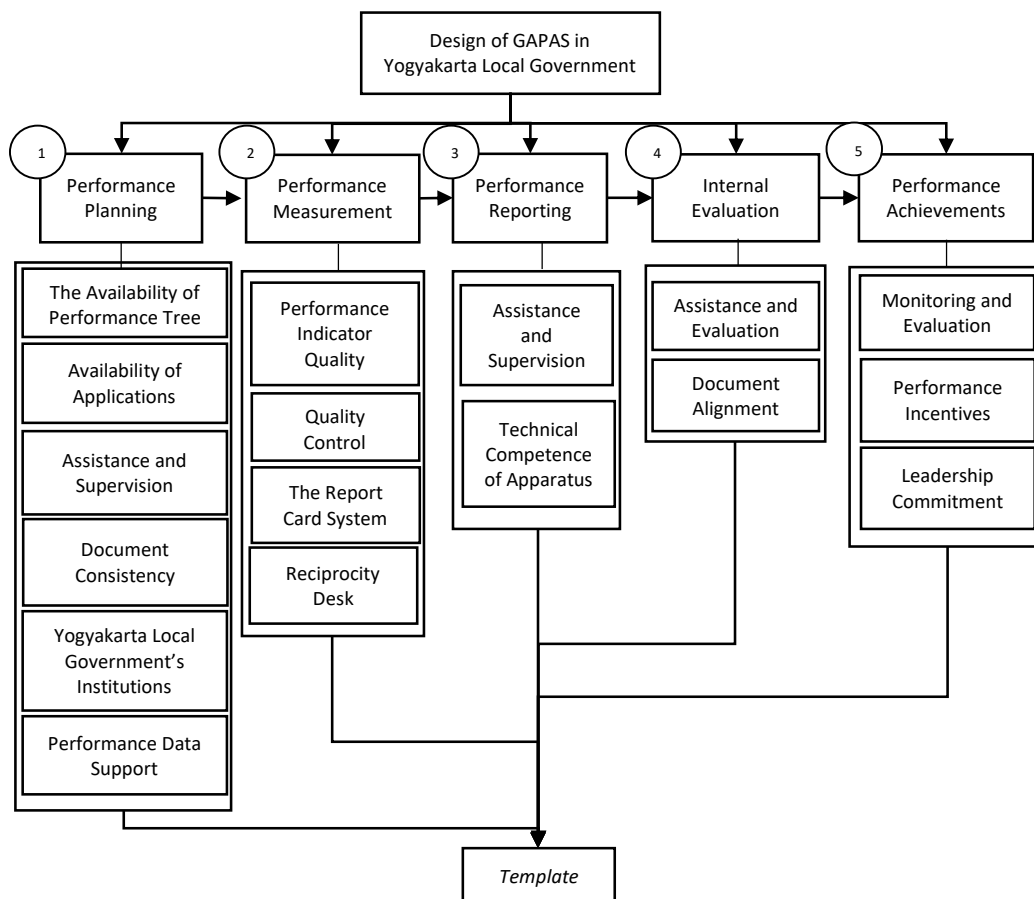 Design of GAPAS in
Yogyakarta Local Government
1
Performance
Planning
2
Performance
Measurement
3
Performance
Reporting
4
Internal
Evaluation
5
Performance
Achievements
The Availability of
Performance Tree
Availability of
Applications
Assistance and
Supervision
Document
Consistency
Yogyakarta Local
Government’s
Institutions
Performance Data
Support
Performance
Indicator
Quality
Quality
Control
The Report
Card System
Reciprocity
Desk
Assistance
and
Supervision
Technical
Competence
of Apparatus
Assistance and
Evaluation
Document
Alignment
Monitoring and
Evaluation
Performance
Incentives
Leadership
Commitment
Template